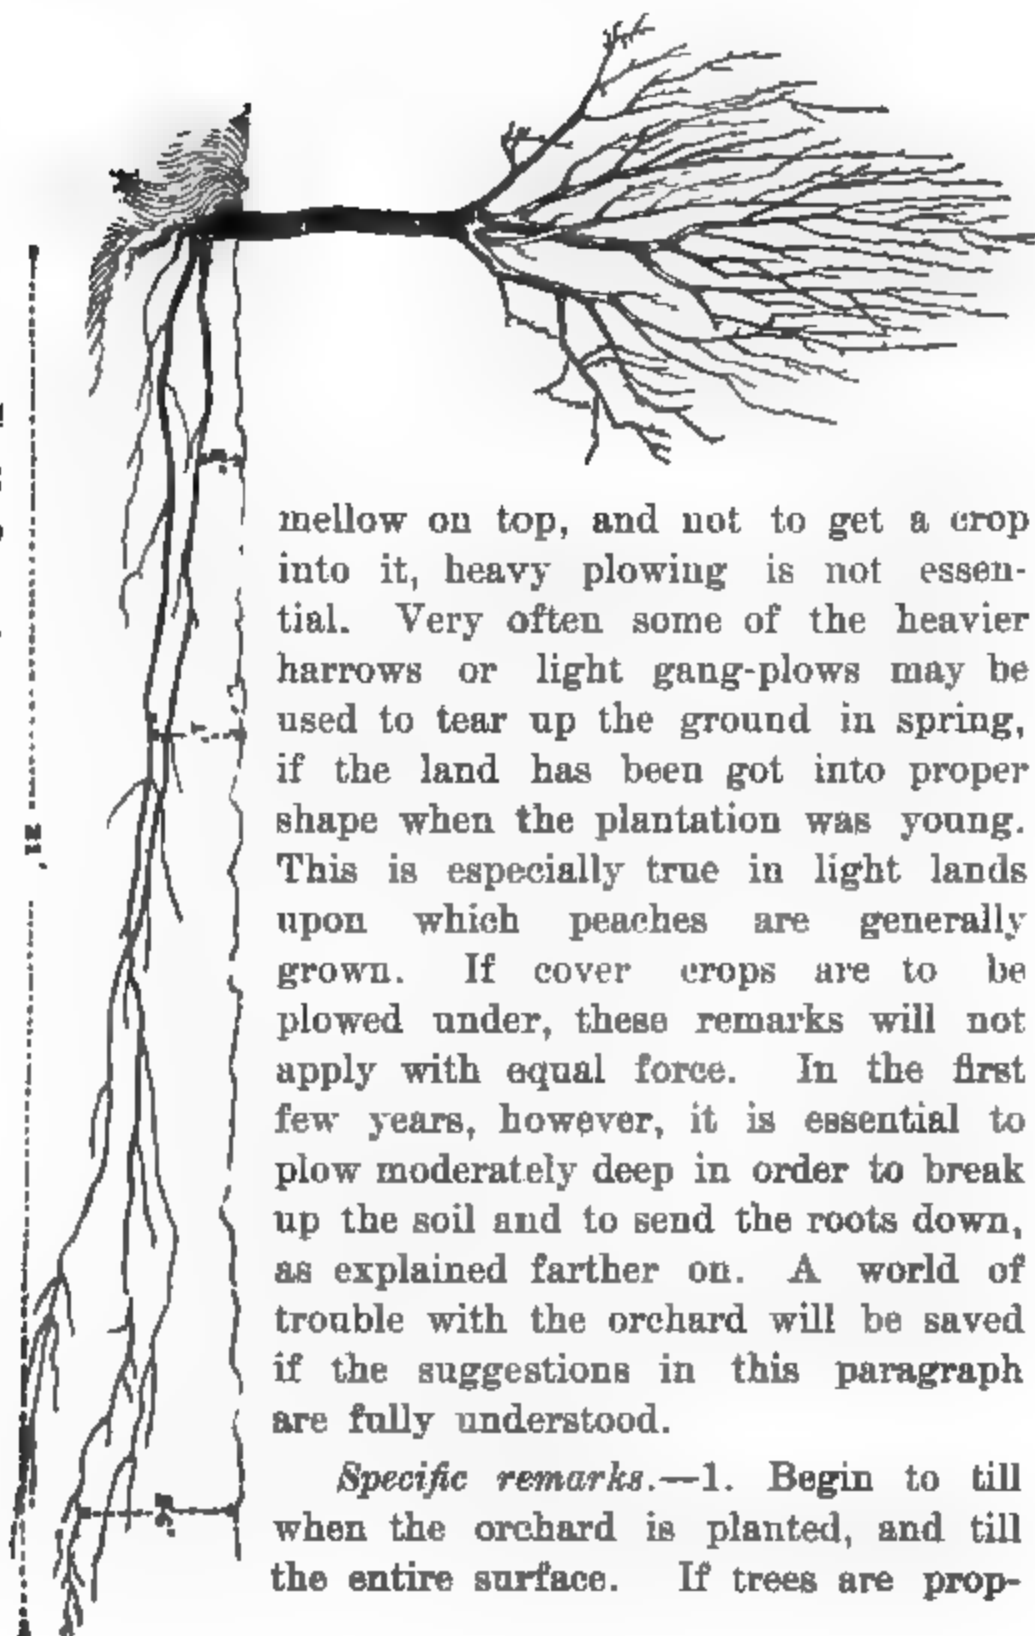 mellow on top, and not to get a crop
into it, heavy plowing is not essen-
tial. Very often some of the heavier
harrows or light gang-plows may be
used to tear up the ground in spring,
if the land has been got into proper
shape when the plantation was young.
This is especially true in light lands
upon which peaches are generally
grown. If cover crops are to be
plowed under, these remarks will not
apply with equal force. In the first
few years, however, it is essential to
plow moderately deep in order to break
up the soil and to send the roots down,
as explained farther on. A world of
trouble with the orchard will be saved
if the suggestions in this paragraph
are fully understood.
Specific remarks.—1. Begin to till
when the orchard is planted, and till
the entire surface. If trees are prop-
21'